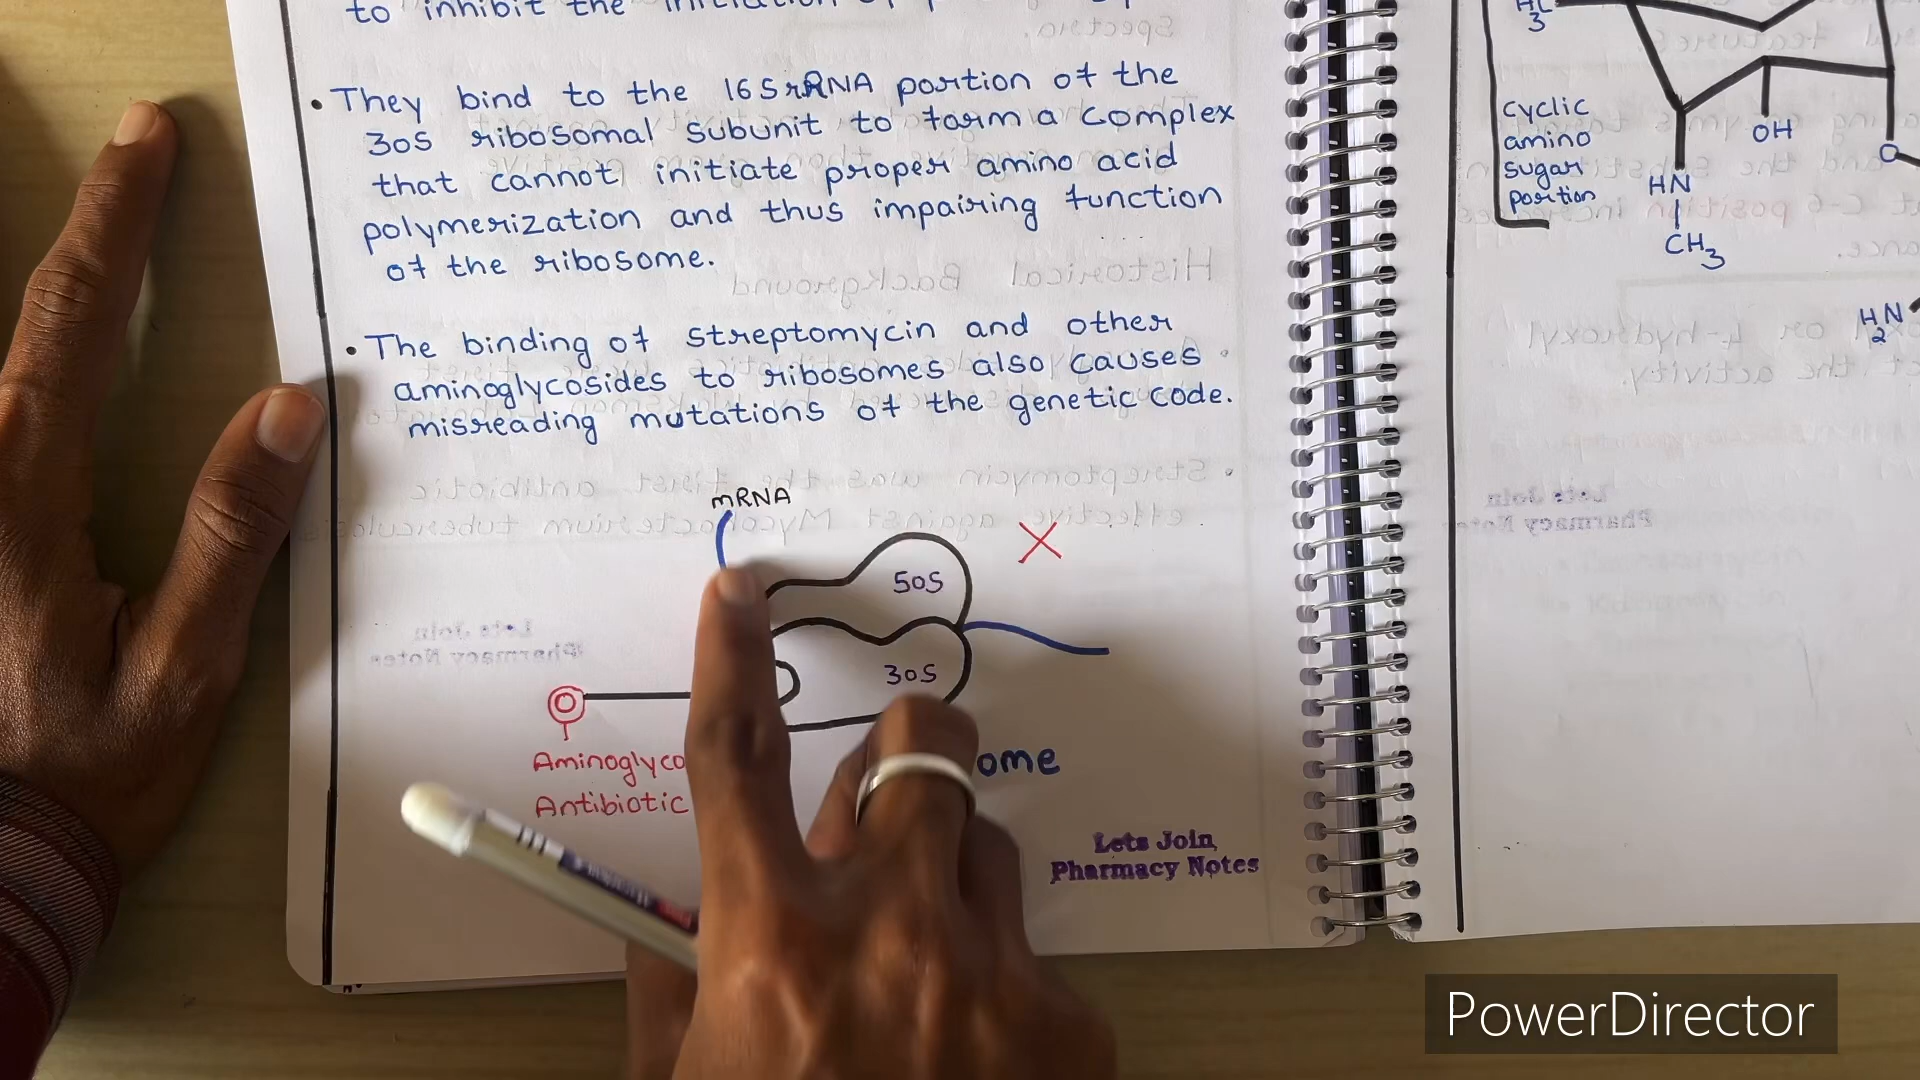 to inhibit the
• They bind to the 16SrRNA portion of the
30S ribosomal subunit to form a complex
that cannot initiate proper amino acid
polymerization and thus impairing function
of the ribosome.
• The binding of streptomycin and other
aminoglycosides to ribosomes also causes
misreading mutations of the genetic code.
mRNA
50S
30S
Aminoglyco
Antibiotic
ome
Lets Join
Pharmacy Notes
H₃C
cyclic
amino
sugar
portion
OH
O
HN
CH₃
H₂N
PowerDirector